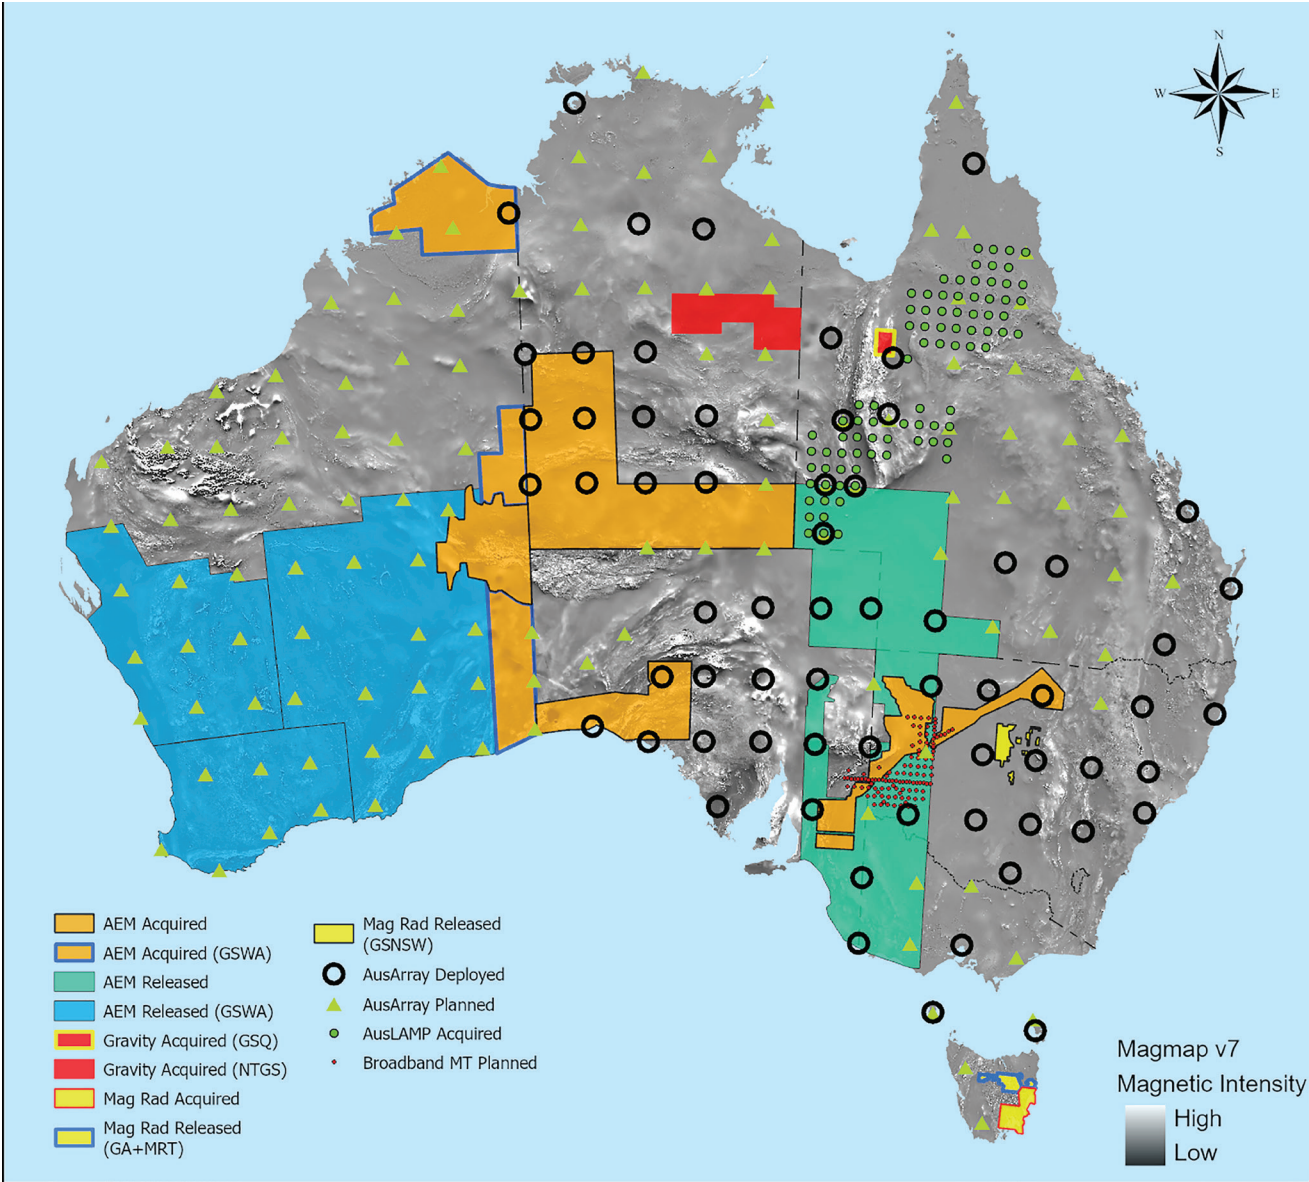 N
W
E
S
AEM Acquired
AEM Acquired (GSWA)
AEM Released
AEM Released (GSWA)
Gravity Acquired (GSQ)
Gravity Acquired (NTGS)
Mag Rad Acquired
Mag Rad Released
(GA+MRT)
Mag Rad Released
(GSNSW)
AusArray Deployed
AusArray Planned
AusLAMP Acquired
Broadband MT Planned
Magmap v7
Magnetic Intensity
High
Low